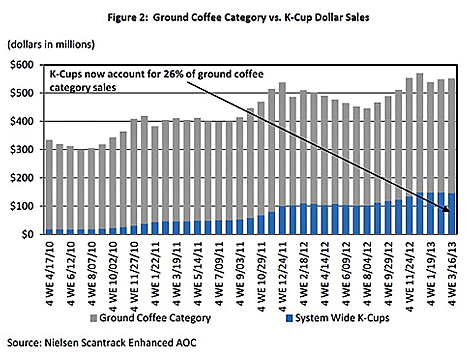 Figure 2: Ground Coffee Category vs. K-Cup Dollar Sales
(dollars in millions)
$600
$500
$400
$300
$200
$100
$0
K-Cups now account for 26% of ground coffee
category sales
4 WE 4/17/10
4 WE 6/12/10
4 WE 8/07/10
4 WE 10/02/10
4 WE 11/27/10
4 WE 1/22/11
4 WE 3/19/11
4 WE 5/14/11
4 WE 7/09/11
4 WE 9/03/11
4 WE 10/29/11
4 WE 12/24/11
4 WE 2/18/12
4 WE 4/14/12
4 WE 6/09/12
4 WE 8/04/12
4 WE 9/29/12
4 WE 11/24/12
4 WE 1/19/13
4 WE 3/16/13
Ground Coffee Category
System Wide K-Cups
Source: Nielsen Scantrack Enhanced AOC